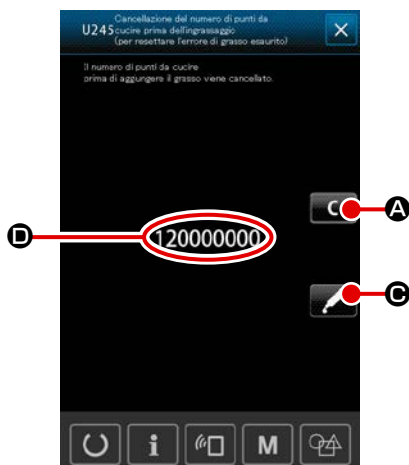 U245
Cancellazione del numero di punti da
cucire prima dell'ingrassaggio
(per resettare l'errore di grasso esaurito)
Il numero di punti da cucire
prima di aggiungere il grasso viene cancellato.
C
A
D
120000000
C
i
M